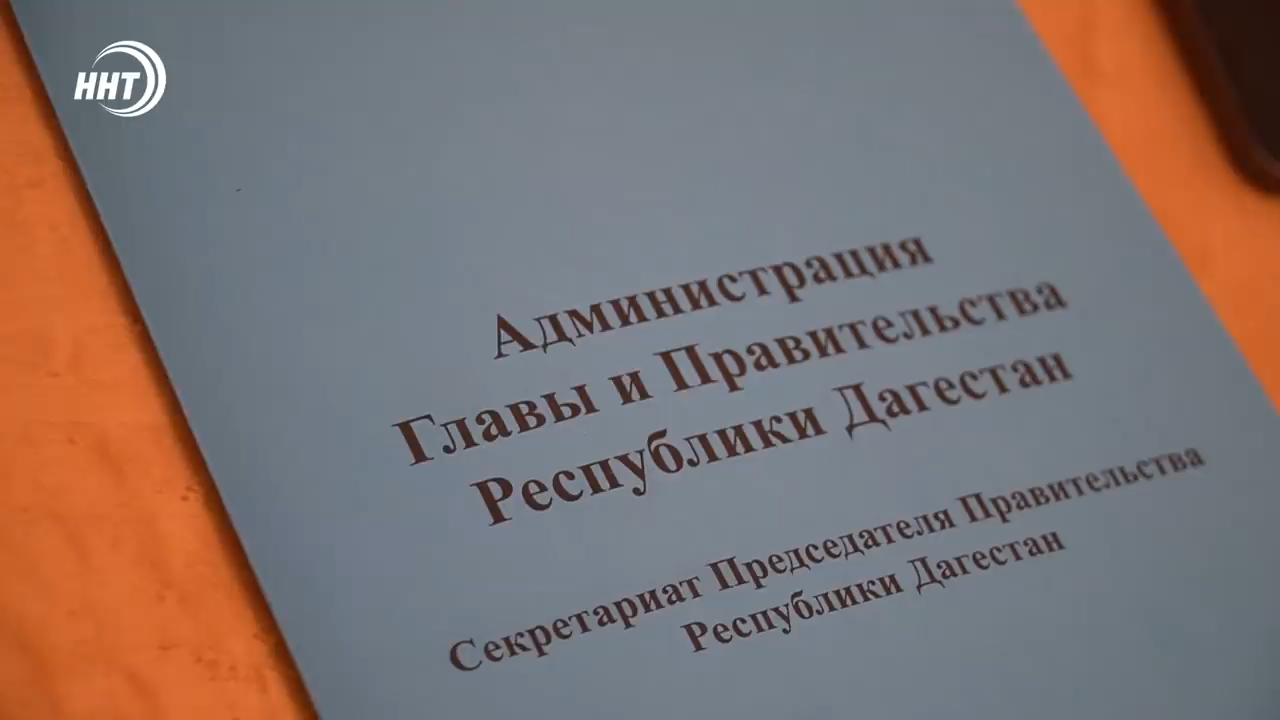 ННТ
Администрация
Главы и Правительства
Республики Дагестан
Секретариат Председателя Правительства
Республики Дагестан